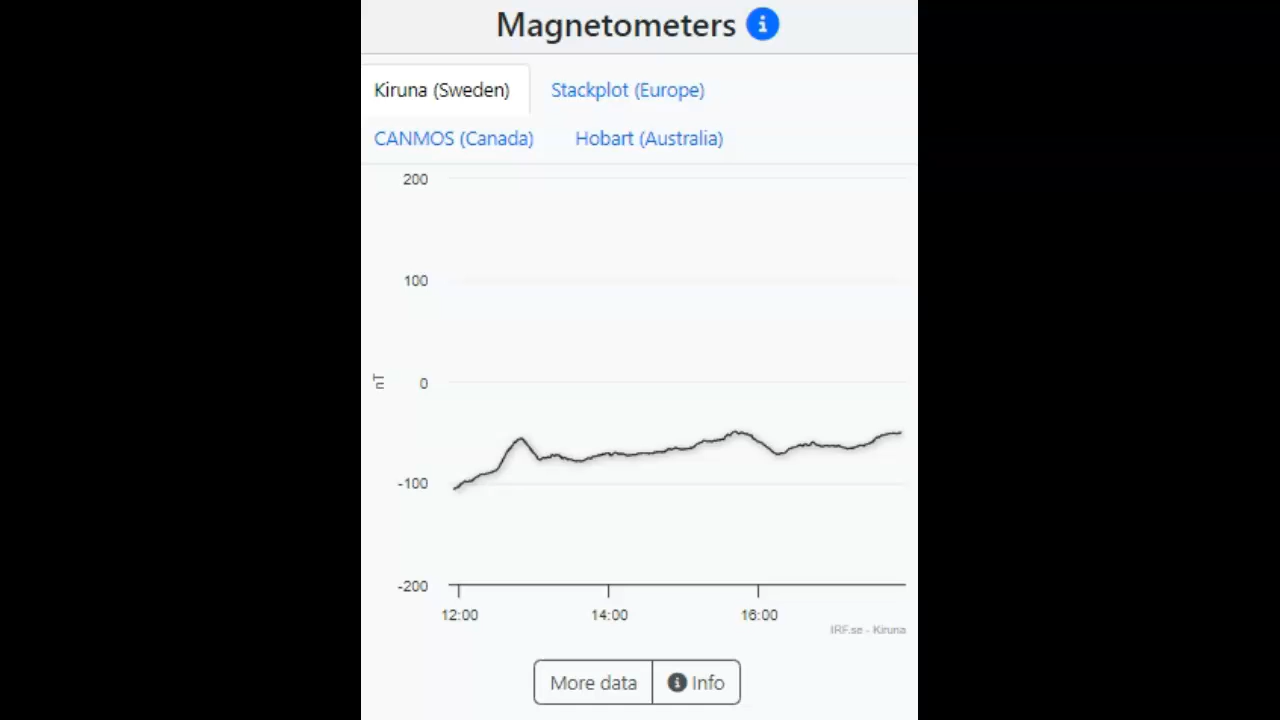 Magnetometers
Kiruna (Sweden) Stackplot (Europe)
CANMOS (Canada) Hobart (Australia)
200
100
nT
0
-100
-200
12:00 14:00 16:00
IRF.se - Kiruna
More data Info